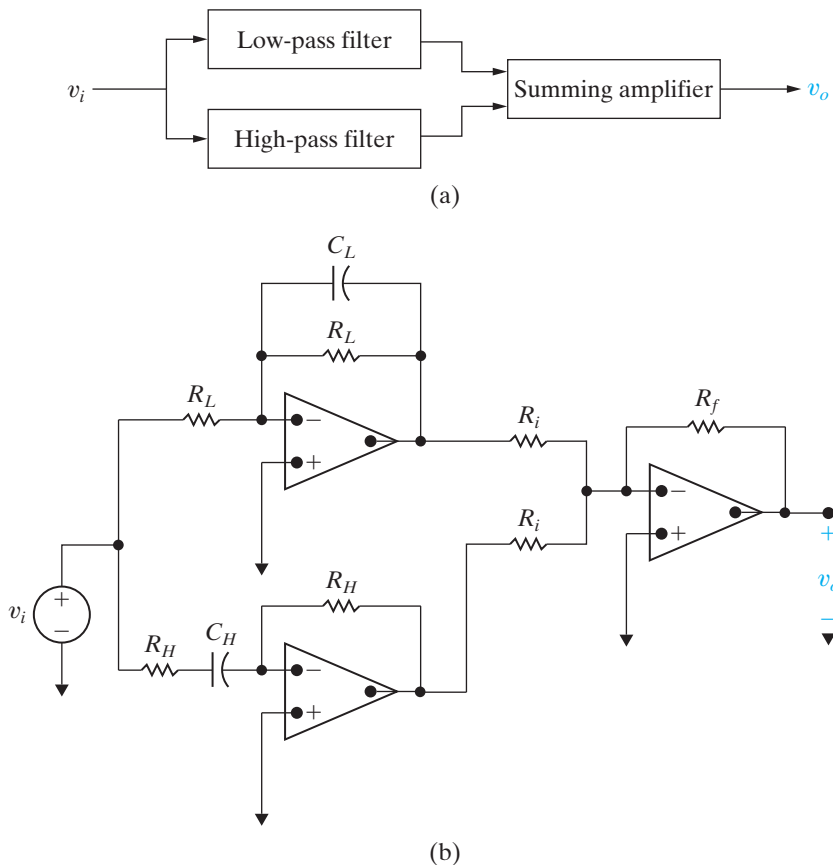 Low-pass filter
v_i
Summing amplifier
v_o
High-pass filter
(a)
C_L
R_L
R_L
R_f
−
R_i
+
−
R_i
+
+
R_H
v_o
+
v_i
−
C_H
−
R_H
−
+
(b)